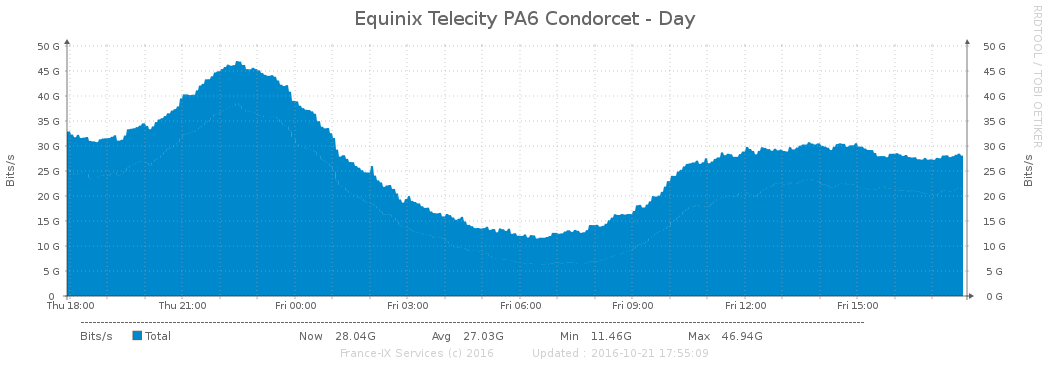 Equinix Telecity PA6 Condorcet - Day
RRDTOOL / TOBI OETIKER
Bits/s
50 G 50 G
45 G 45 G
40 G 40 G
35 G 35 G
30 G 30 G
25 G 25 G
20 G 20 G
15 G 15 G
10 G 10 G
5 G 5 G
0 0 G
Bits/s
Thu 18:00 Thu 21:00 Fri 00:00 Fri 03:00 Fri 06:00 Fri 09:00 Fri 12:00 Fri 15:00
Bits/s Total Now 28.04G Avg 27.03G Min 11.46G Max 46.94G
France-IX Services (c) 2016 Updated : 2016-10-21 17:55:09